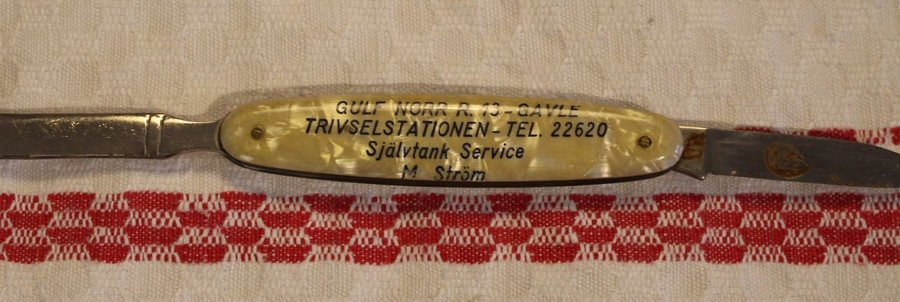 GULF NORR R. 13 - GÄVLE
TRIVSELSTATIONEN - TEL. 22620
Självtank Service
M Ström